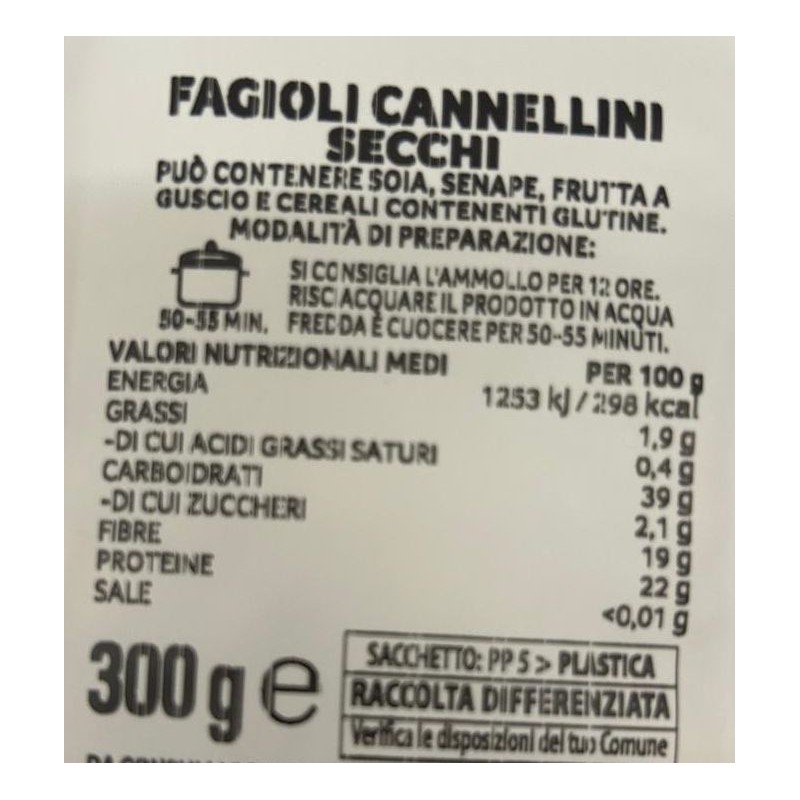 FAGIOLI CANNELLINI
SECCHI
PUÒ CONTENERE SOIA, SENAPE, FRUTTA A
GUSCIO E CEREALI CONTENENTI GLUTINE.
MODALITÀ DI PREPARAZIONE:
SI CONSIGLIA L'AMMOLLO PER 12 ORE.
RISCIACQUARE IL PRODOTTO IN ACQUA
FREDDA E CUOCERE PER 50-55 MINUTI.
50-55 MIN.
VALORI NUTRIZIONALI MEDI PER 100 g
ENERGIA 1253 kJ / 298 kcal
GRASSI 1,9 g
-DI CUI ACIDI GRASSI SATURI 0,4 g
CARBOIDRATI 39 g
-DI CUI ZUCCHERI 2,1 g
FIBRE 19 g
PROTEINE 22 g
SALE <0,01 g
300 g e
SACCHETTO: PP 5 > PLASTICA
RACCOLTA DIFFERENZIATA
Verifica le disposizioni del tuo Comune